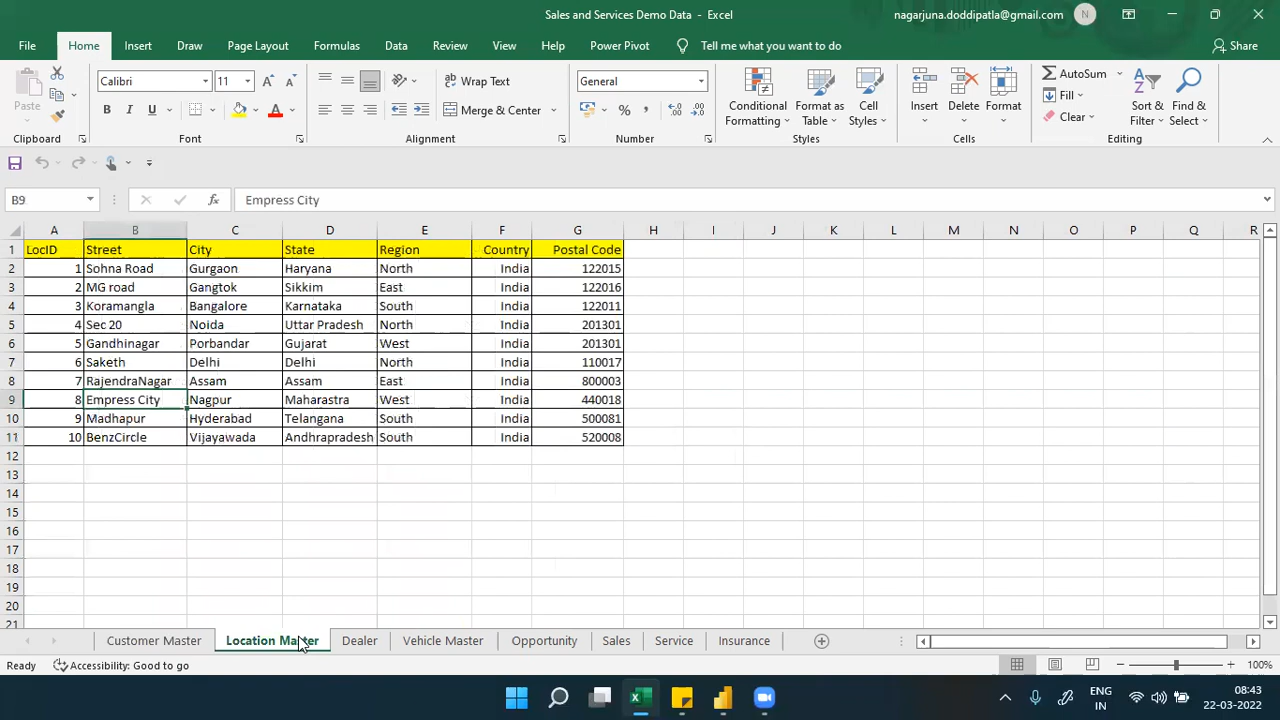 Sales and Services Demo Data - Excel
nagarjuna.doddipatla@gmail.com N
File Home Insert Draw Page Layout Formulas Data Review View Help Power Pivot Tell me what you want to do Share
Paste
Calibri 11
B I U
Wrap Text
Merge & Center
General
Conditional Formatting
Format as Table
Cell Styles
Insert Delete Format
AutoSum
Fill
Clear
Sort & Filter
Find & Select
Clipboard Font Alignment Number Styles Cells Editing
B9 fx Empress City
A B C D E F G H I J K L M N O P Q R
1 LocID Street City State Region Country Postal Code
2 1 Sohna Road Gurgaon Haryana North India 122015
3 2 MG road Gangtok Sikkim East India 122016
4 3 Koramangla Bangalore Karnataka South India 122011
5 4 Sec 20 Noida Uttar Pradesh North India 201301
6 5 Gandhinagar Porbandar Gujarat West India 201301
7 6 Saketh Delhi Delhi North India 110017
8 7 RajendraNagar Assam Assam East India 800003
9 8 Empress City Nagpur Maharastra West India 440018
10 9 Madhapur Hyderabad Telangana South India 500081
11 10 BenzCircle Vijayawada Andhrapradesh South India 520008
12
13
14
15
16
17
18
19
20
21
Customer Master Location Master Dealer Vehicle Master Opportunity Sales Service Insurance
Ready Accessibility: Good to go 100%
ENG 08:43
IN 22-03-2022